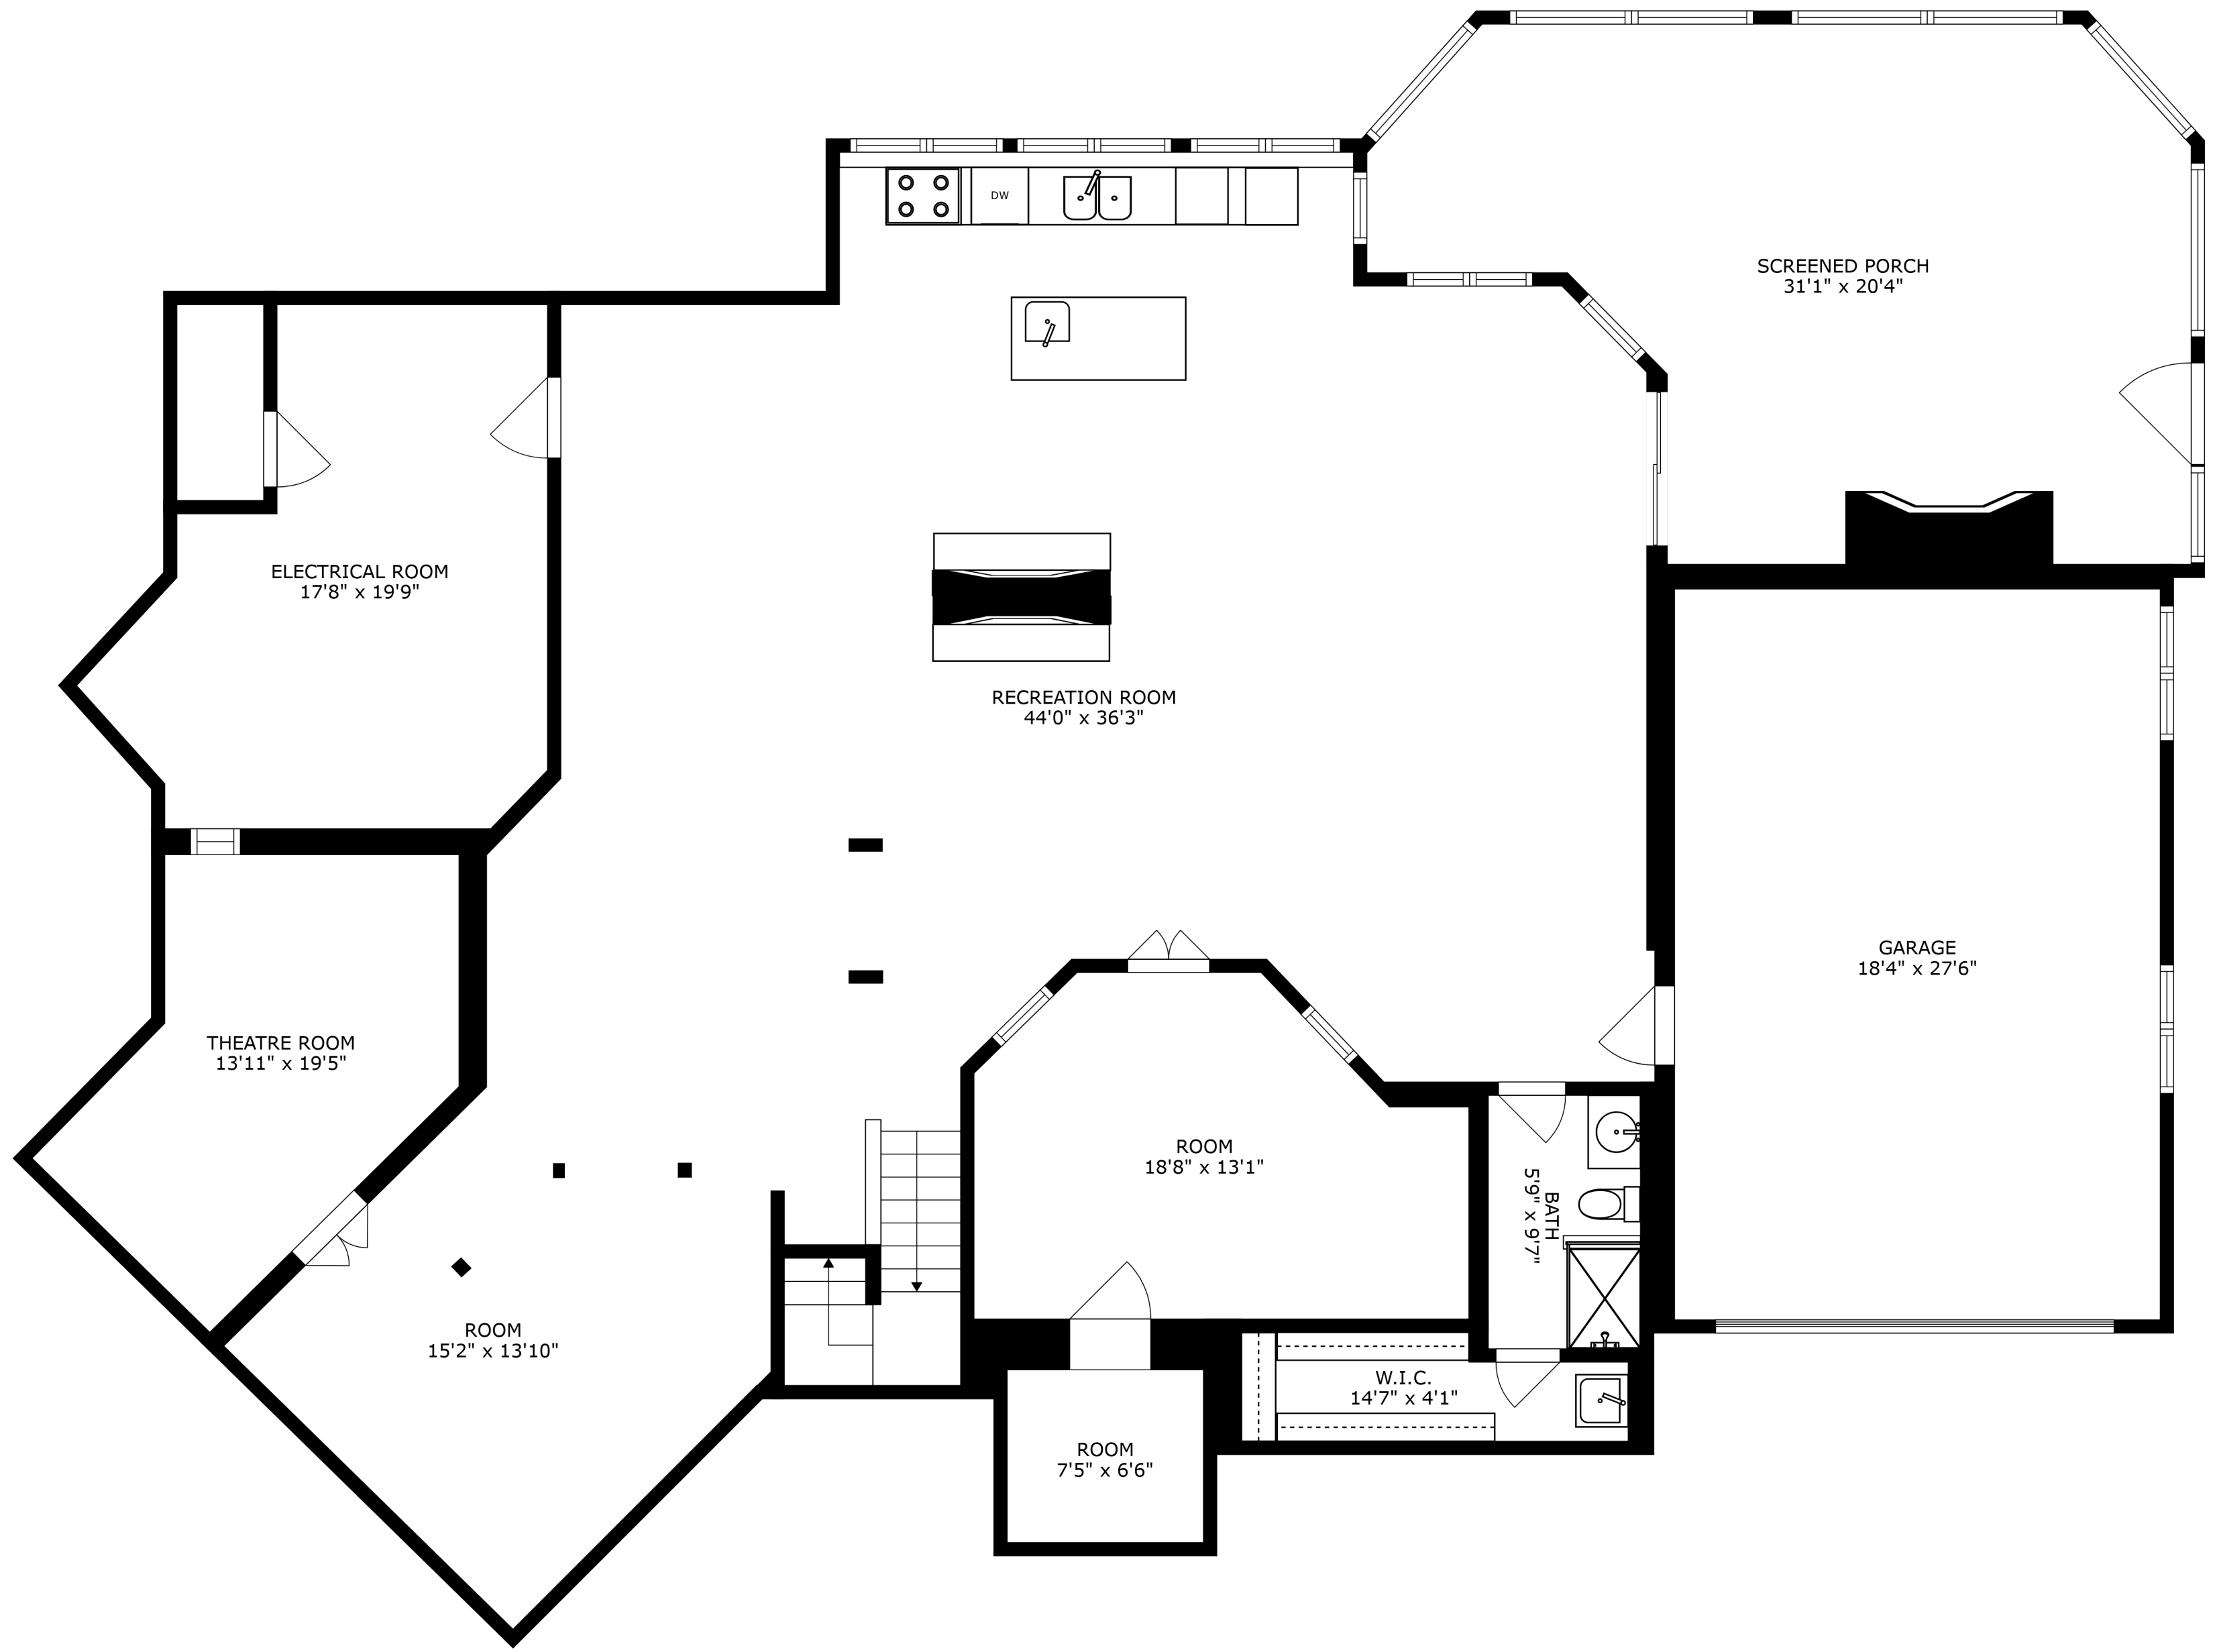 DW
SCREENED PORCH
31'1" x 20'4"
ELECTRICAL ROOM
17'8" x 19'9"
RECREATION ROOM
44'0" x 36'3"
GARAGE
18'4" x 27'6"
THEATRE ROOM
13'11" x 19'5"
ROOM
18'8" x 13'1"
BATH
5'9" x 9'7"
ROOM
15'2" x 13'10"
W.I.C.
14'7" x 4'1"
ROOM
7'5" x 6'6"